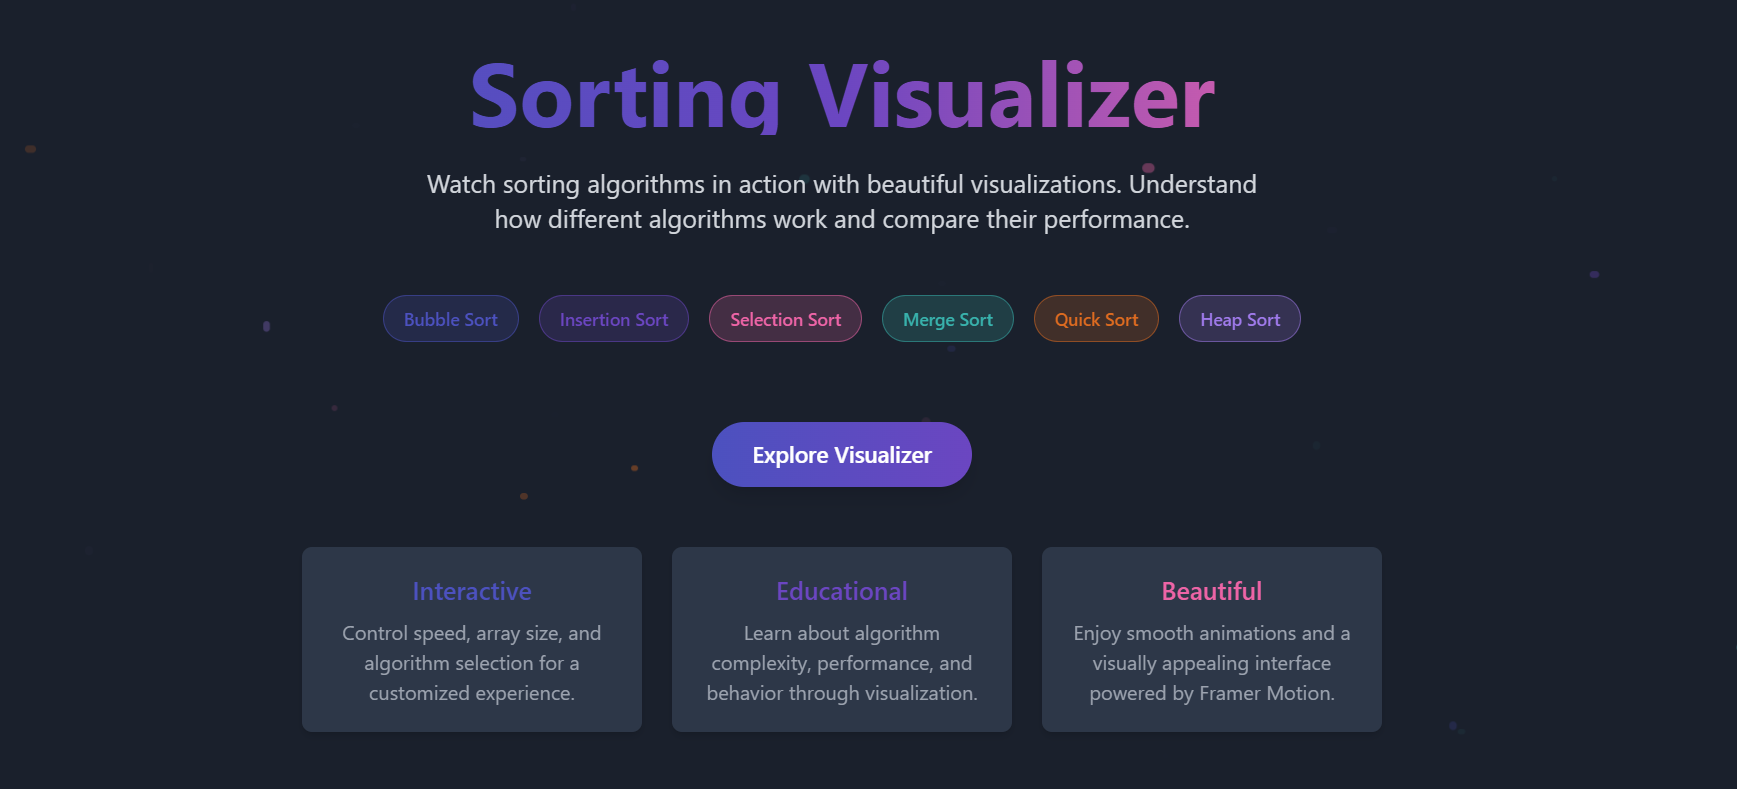 Sorting Visualizer
Watch sorting algorithms in action with beautiful visualizations. Understand
how different algorithms work and compare their performance.
Bubble Sort
Insertion Sort
Selection Sort
Merge Sort
Quick Sort
Heap Sort
Explore Visualizer
Interactive
Control speed, array size, and
algorithm selection for a
customized experience.
Educational
Learn about algorithm
complexity, performance, and
behavior through visualization.
Beautiful
Enjoy smooth animations and a
visually appealing interface
powered by Framer Motion.